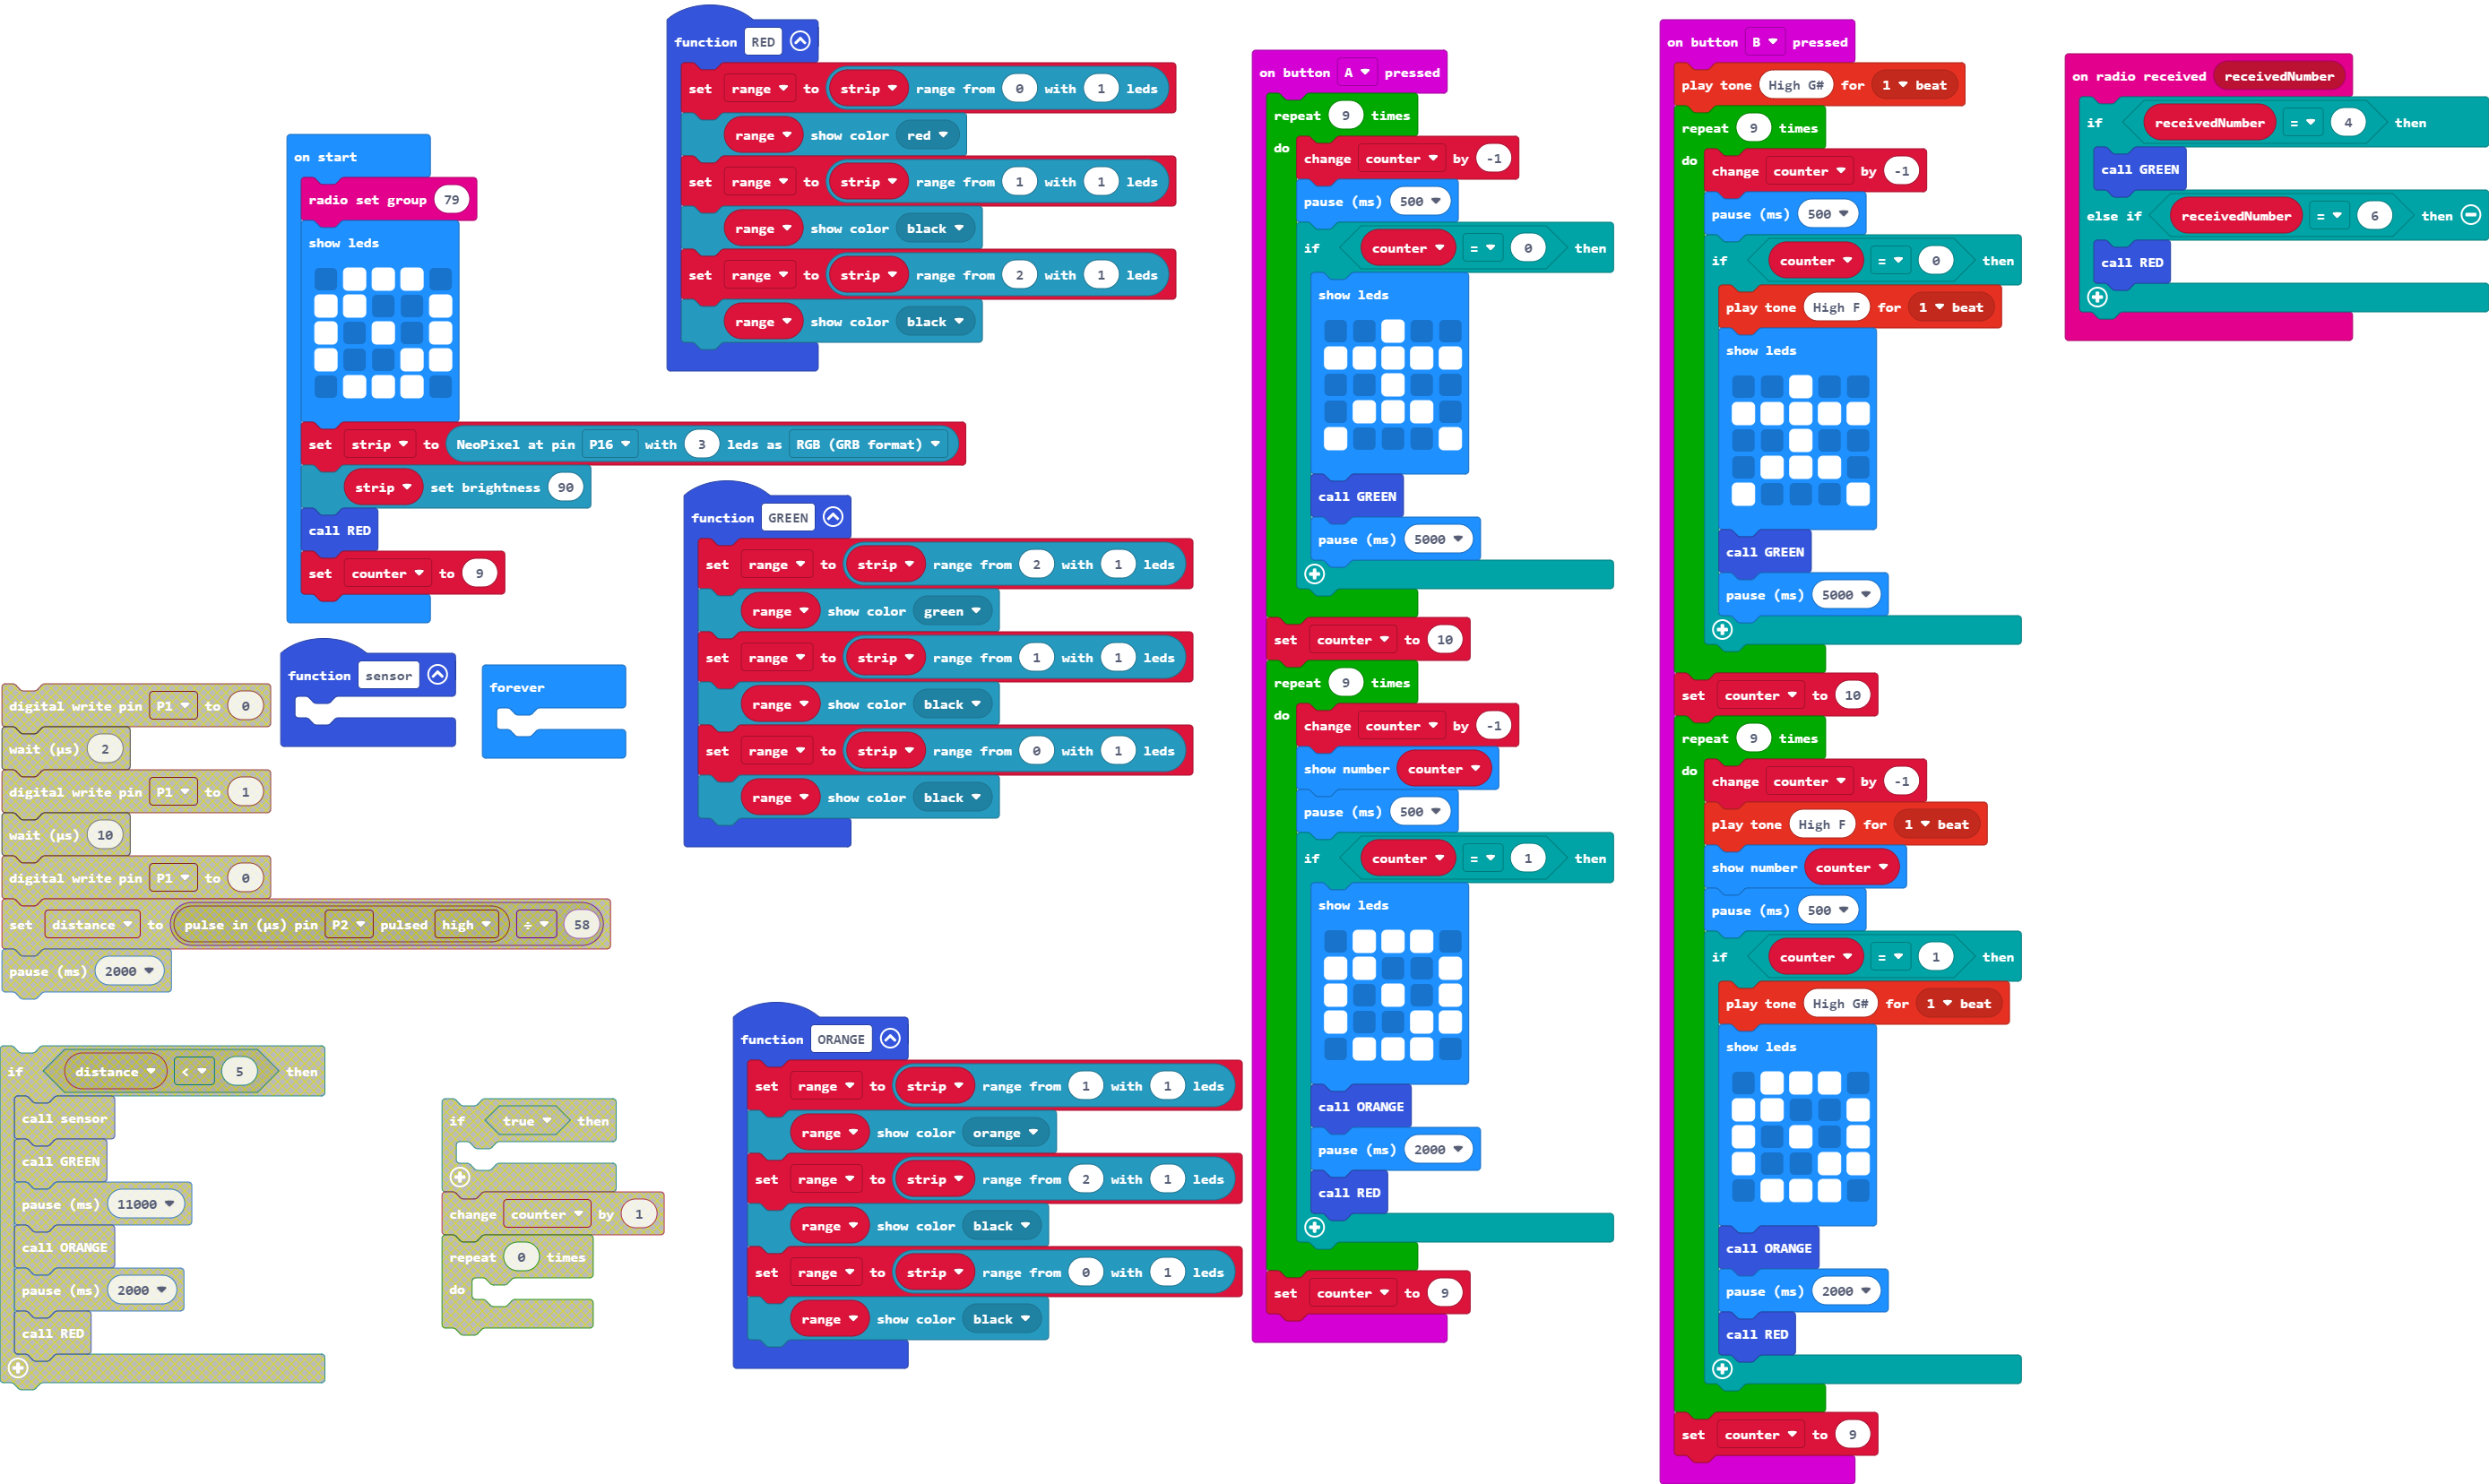 on start
radio set group 79
show leds
set strip to NeoPixel at pin P16 with 3 leds as RGB (GRB format)
strip set brightness 90
call RED
set counter to 9
function sensor
forever
digital write pin P1 to 0
wait (µs) 2
digital write pin P1 to 1
wait (µs) 10
digital write pin P1 to 0
set distance to pulse in (µs) pin P2 pulsed high ÷ 58
pause (ms) 2000
if distance < 5 then
call sensor
call GREEN
pause (ms) 11000
call ORANGE
pause (ms) 2000
call RED
if true then
change counter by 1
repeat 0 times
do
function RED
set range to strip range from 0 with 1 leds
range show color red
set range to strip range from 1 with 1 leds
range show color black
set range to strip range from 2 with 1 leds
range show color black
function GREEN
set range to strip range from 2 with 1 leds
range show color green
set range to strip range from 1 with 1 leds
range show color black
set range to strip range from 0 with 1 leds
range show color black
function ORANGE
set range to strip range from 1 with 1 leds
range show color orange
set range to strip range from 2 with 1 leds
range show color black
set range to strip range from 0 with 1 leds
range show color black
on button A pressed
repeat 9 times
do
change counter by -1
pause (ms) 500
if counter = 0 then
show leds
call GREEN
pause (ms) 5000
set counter to 10
repeat 9 times
do
change counter by -1
show number counter
pause (ms) 500
if counter = 1 then
show leds
call ORANGE
pause (ms) 2000
call RED
set counter to 9
on button B pressed
play tone High G# for 1 beat
repeat 9 times
do
change counter by -1
pause (ms) 500
if counter = 0 then
play tone High F for 1 beat
show leds
call GREEN
pause (ms) 5000
set counter to 10
repeat 9 times
do
change counter by -1
play tone High F for 1 beat
show number counter
pause (ms) 500
if counter = 1 then
play tone High G# for 1 beat
show leds
call ORANGE
pause (ms) 2000
call RED
set counter to 9
on radio received receivedNumber
if receivedNumber = 4 then
call GREEN
else if receivedNumber = 6 then
call RED